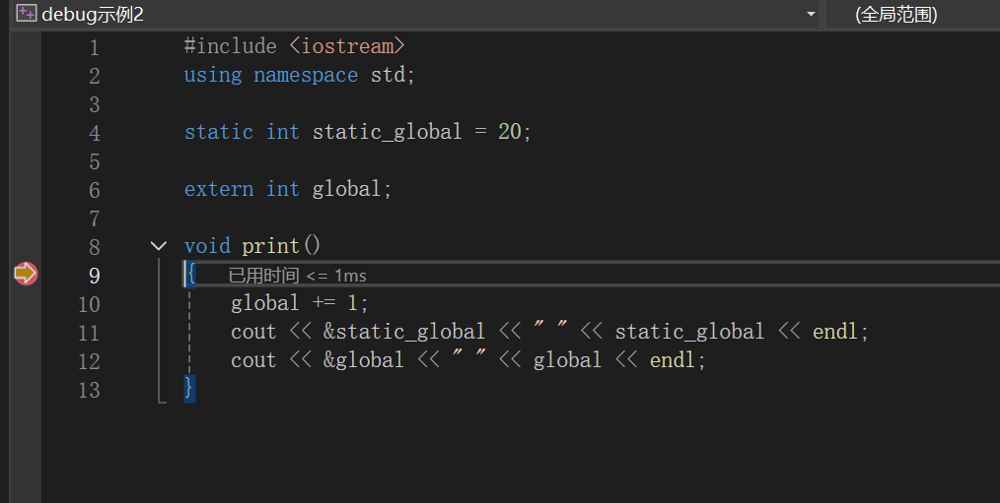 debug示例2 (全局范围)
1 #include <iostream>
2 using namespace std;
3
4 static int static_global = 20;
5
6 extern int global;
7
8 void print()
9 { 已用时间 <= 1ms
10 global += 1;
11 cout << &static_global << " " << static_global << endl;
12 cout << &global << " " << global << endl;
13 }